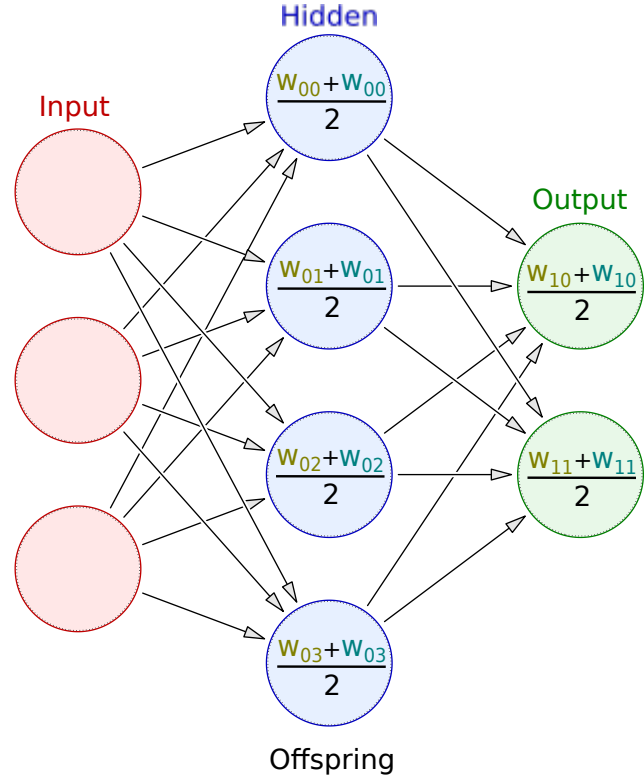 Hidden
w₀₀+w₀₀
2
Input
Output
w₀₁+w₀₁
2
w₁₀+w₁₀
2
w₀₂+w₀₂
2
w₁₁+w₁₁
2
w₀₃+w₀₃
2
Offspring